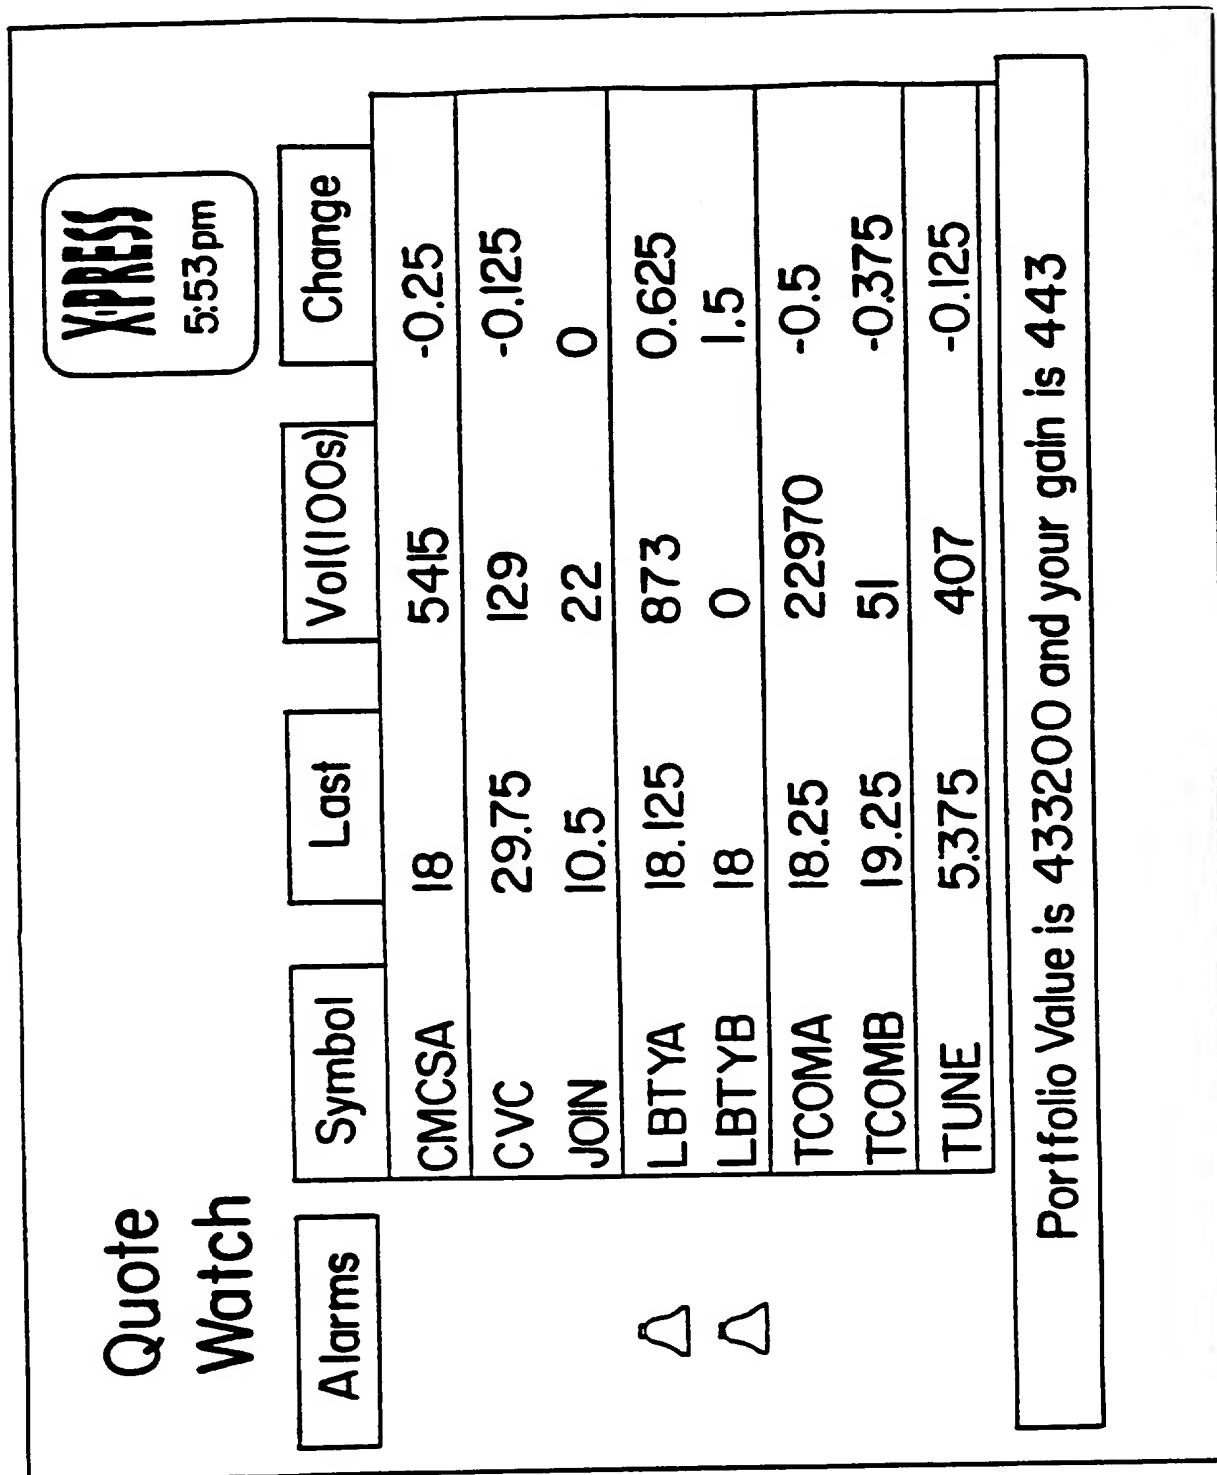 Quote
Watch
X·PRESS
5:53pm
Alarms Symbol Last Vol(100s) Change
CMCSA 18 5415 -0.25
CVC 29.75 129 -0.125
JOIN 10.5 22 0
LBTYA 18.125 873 0.625
LBTYB 18 0 1.5
TCOMA 18.25 22970 -0.5
TCOMB 19.25 51 -0.375
TUNE 5.375 407 -0.125
Portfolio Value is 433200 and your gain is 443